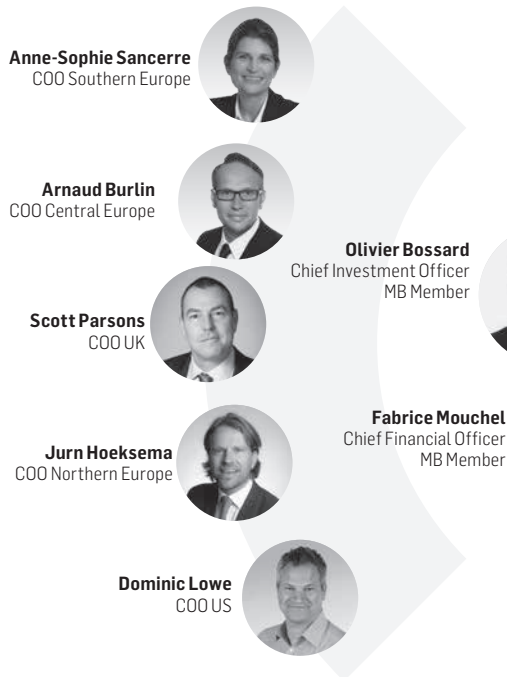 Anne-Sophie Sancerre
COO Southern Europe
Arnaud Burlin
COO Central Europe
Olivier Bossard
Chief Investment Officer
MB Member
Scott Parsons
COO UK
Fabrice Mouchel
Chief Financial Officer
MB Member
Jurn Hoeksema
COO Northern Europe
Dominic Lowe
COO US